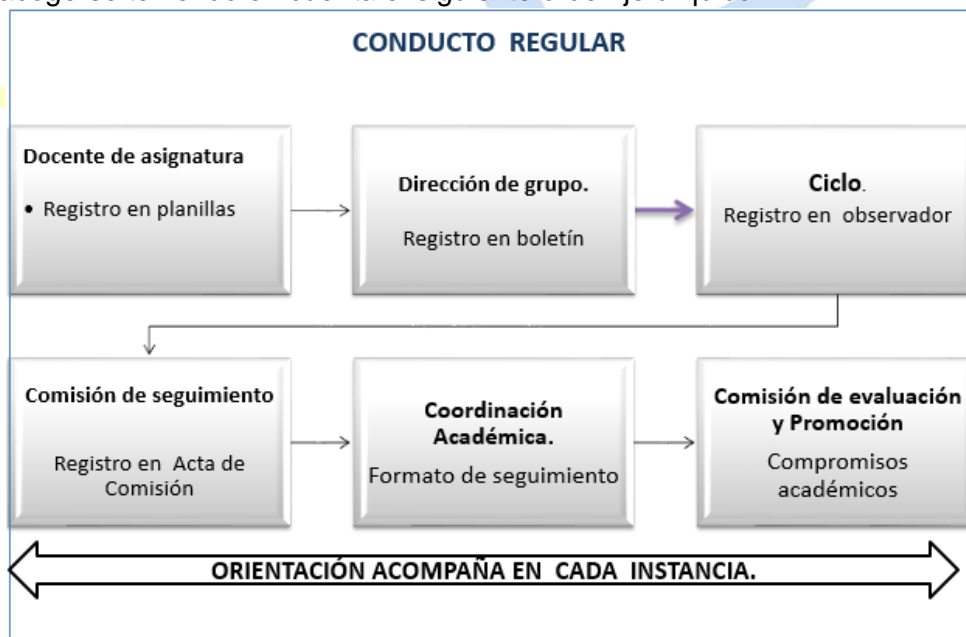 CONDUCTO REGULAR
Docente de asignatura
• Registro en planillas
Dirección de grupo.
Registro en boletín
Ciclo.
Registro en observador
Comisión de seguimiento
Registro en Acta de
Comisión
Coordinación
Académica.
Formato de seguimiento
Comisión de evaluación
y Promoción
Compromisos
académicos
ORIENTACIÓN ACOMPAÑA EN CADA INSTANCIA.